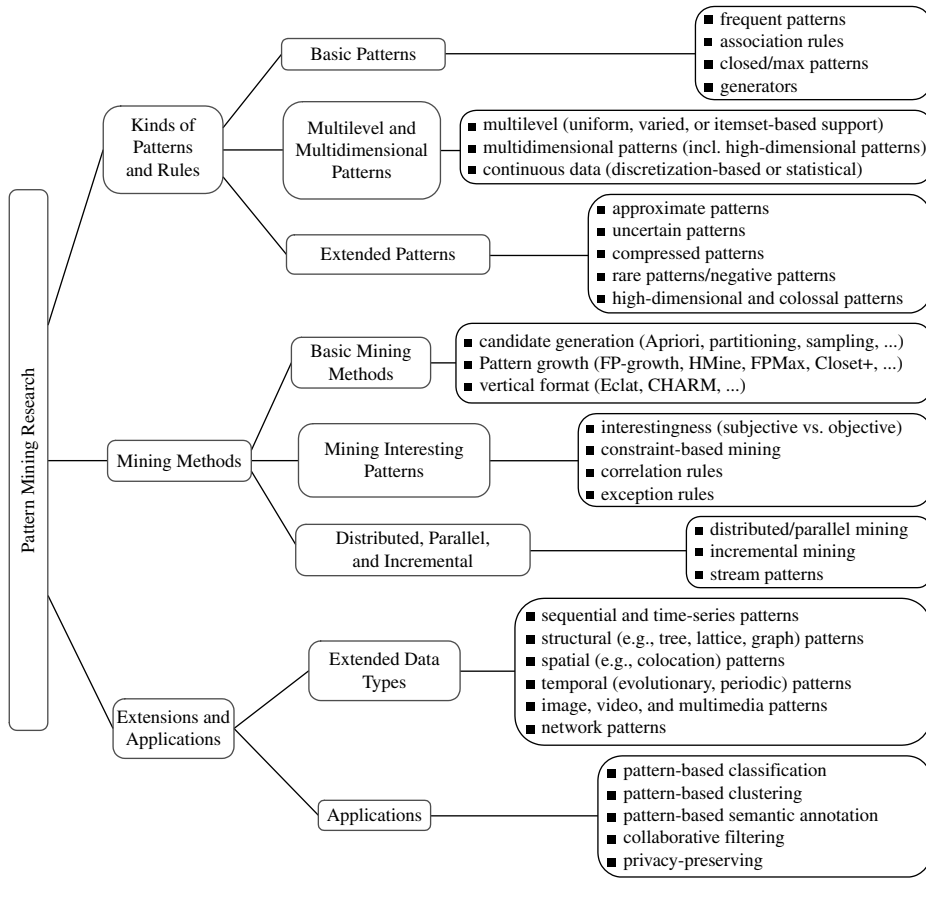 Pattern Mining Research
Kinds of
Patterns
and Rules
Basic Patterns
■ frequent patterns
■ association rules
■ closed/max patterns
■ generators
Multilevel and
Multidimensional
Patterns
■ multilevel (uniform, varied, or itemset-based support)
■ multidimensional patterns (incl. high-dimensional patterns)
■ continuous data (discretization-based or statistical)
Extended Patterns
■ approximate patterns
■ uncertain patterns
■ compressed patterns
■ rare patterns/negative patterns
■ high-dimensional and colossal patterns
Mining Methods
Basic Mining
Methods
■ candidate generation (Apriori, partitioning, sampling, ...)
■ Pattern growth (FP-growth, HMine, FPMax, Closet+, ...)
■ vertical format (Eclat, CHARM, ...)
Mining Interesting
Patterns
■ interestingness (subjective vs. objective)
■ constraint-based mining
■ correlation rules
■ exception rules
Distributed, Parallel,
and Incremental
■ distributed/parallel mining
■ incremental mining
■ stream patterns
Extensions and
Applications
Extended Data
Types
■ sequential and time-series patterns
■ structural (e.g., tree, lattice, graph) patterns
■ spatial (e.g., colocation) patterns
■ temporal (evolutionary, periodic) patterns
■ image, video, and multimedia patterns
■ network patterns
Applications
■ pattern-based classification
■ pattern-based clustering
■ pattern-based semantic annotation
■ collaborative filtering
■ privacy-preserving